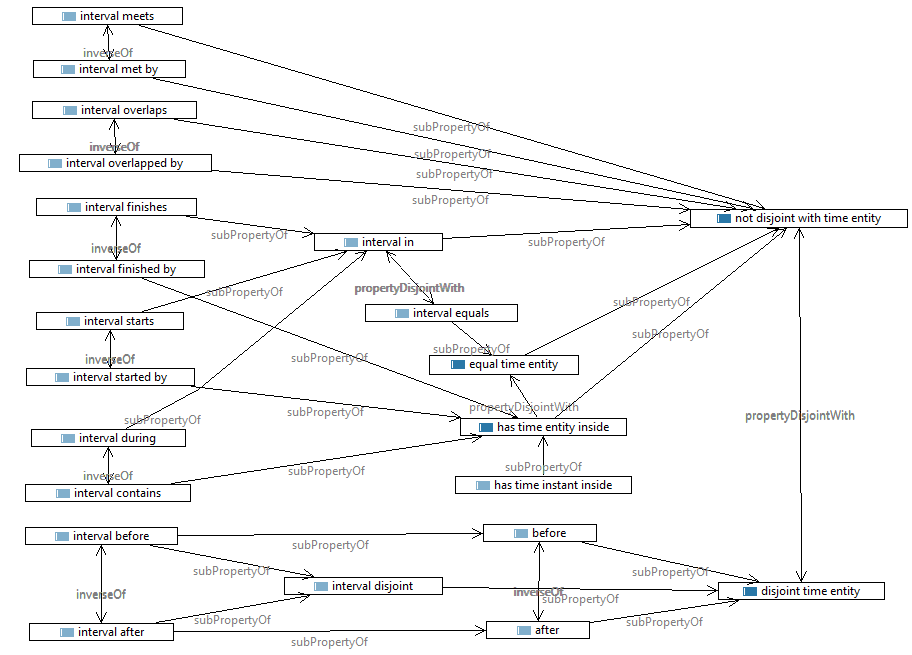 interval meets
inverseOf
interval met by
interval overlaps
subPropertyOf
inverseOf
subPropertyOf
interval overlapped by
subPropertyOf
subPropertyOf
interval finishes
not disjoint with time entity
subPropertyOf
interval in
subPropertyOf
inverseOf
interval finished by
propertyDisjointWith
subPropertyOf
subPropertyOf
interval equals
interval starts
subPropertyOf
subPropertyOf
inverseOf
subPropertyOf
equal time entity
interval started by
propertyDisjointWith
subPropertyOf
propertyDisjointWith
subPropertyOf
has time entity inside
interval during
subPropertyOf
subPropertyOf
inverseOf
has time instant inside
interval contains
before
interval before
subPropertyOf
subPropertyOf
subPropertyOf
interval disjoint
inverseOf
inverseOf
subPropertyOf
disjoint time entity
subPropertyOf
subPropertyOf
interval after
after
subPropertyOf